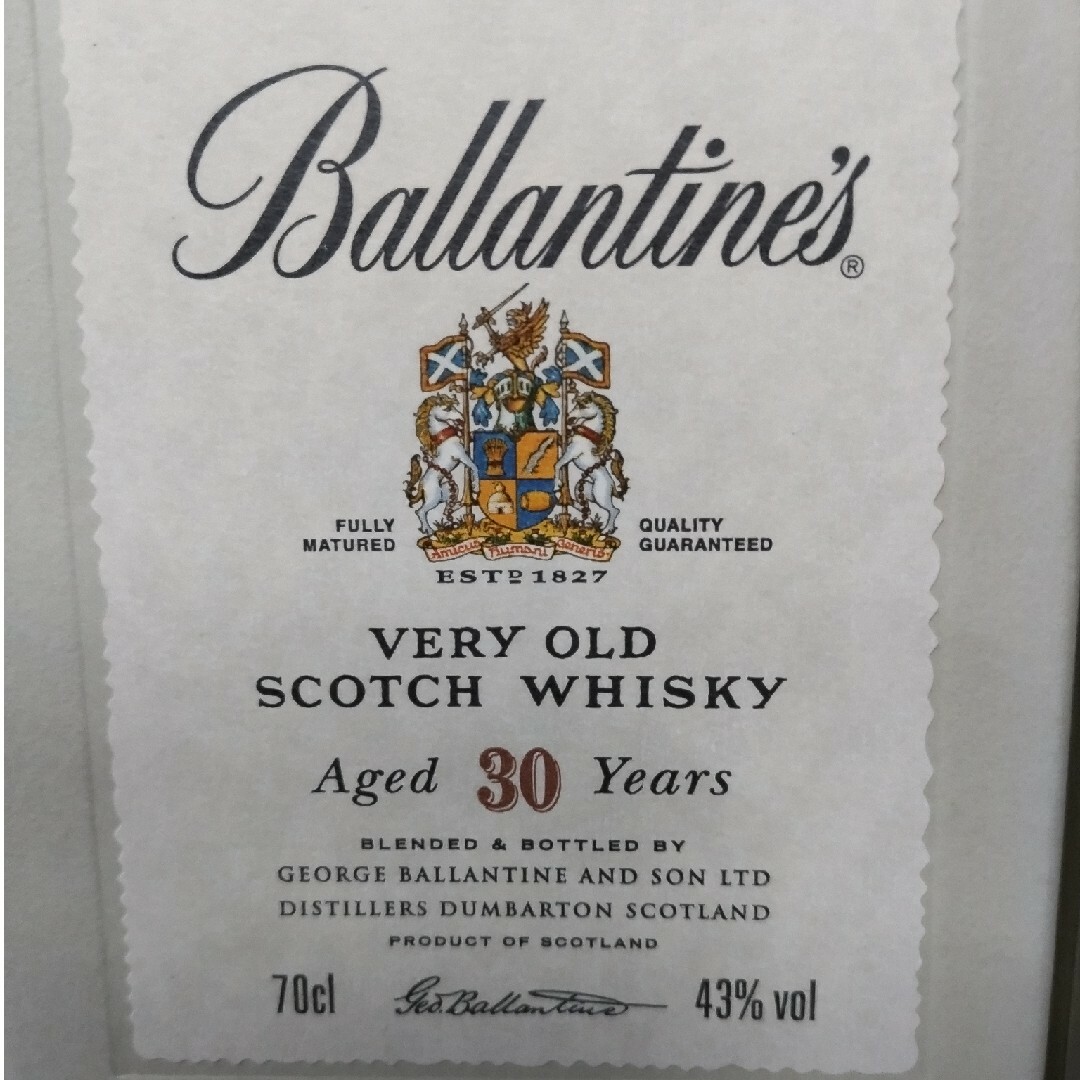 Ballantine's®
FULLY MATURED
QUALITY GUARANTEED
Amicus Humani Generis
ESTD 1827
VERY OLD
SCOTCH WHISKY
Aged 30 Years
BLENDED & BOTTLED BY
GEORGE BALLANTINE AND SON LTD
DISTILLERS DUMBARTON SCOTLAND
PRODUCT OF SCOTLAND
70cl Geo. Ballantine 43% vol